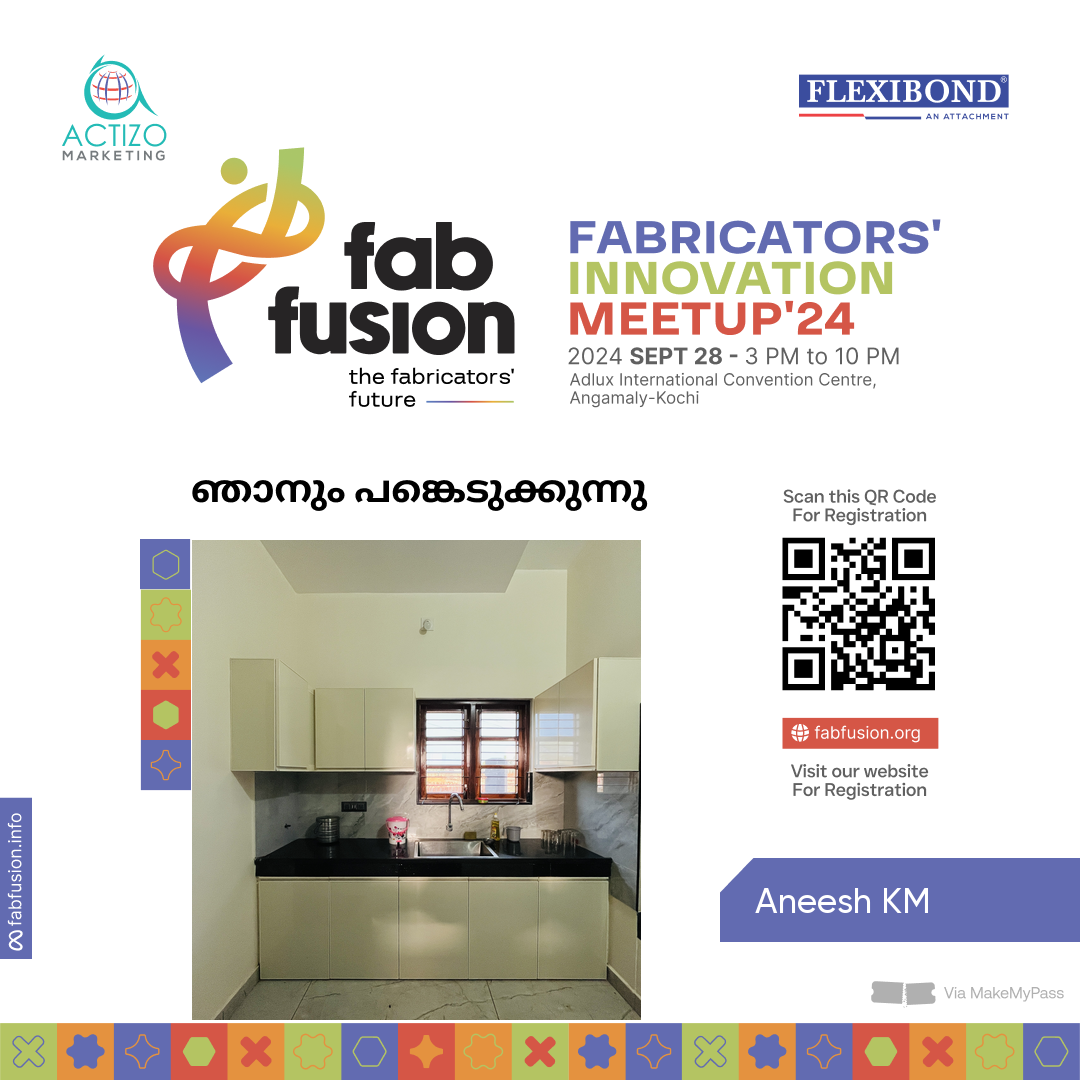 ACTIZO
MARKETING
FLEXIBOND®
AN ATTACHMENT
fab
fusion
the fabricators'
future
FABRICATORS'
INNOVATION
MEETUP'24
2024 SEPT 28 - 3 PM to 10 PM
Adlux International Convention Centre,
Angamaly-Kochi
ഞാനും പങ്കെടുക്കുന്നു
Scan this QR Code
For Registration
fabfusion.org
Visit our website
For Registration
fabfusion.info
Aneesh KM
Via MakeMyPass